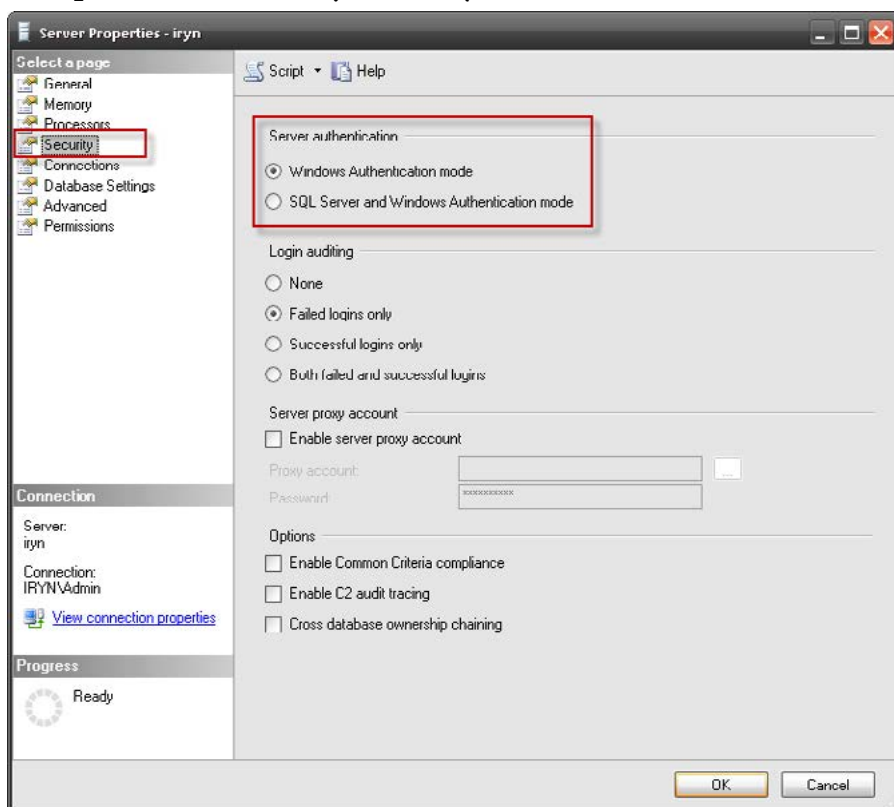 Server Properties - iryn
Select a page
General
Memory
Processors
Security
Connections
Database Settings
Advanced
Permissions
Script
Help
Server authentication
Windows Authentication mode
SQL Server and Windows Authentication mode
Login auditing
None
Failed logins only
Successful logins only
Both failed and successful logins
Server proxy account
Enable server proxy account
Proxy account:
...
Password:
**********
Options
Enable Common Criteria compliance
Enable C2 audit tracing
Cross database ownership chaining
Connection
Server:
iryn
Connection:
IRYN\Admin
View connection properties
Progress
Ready
OK
Cancel